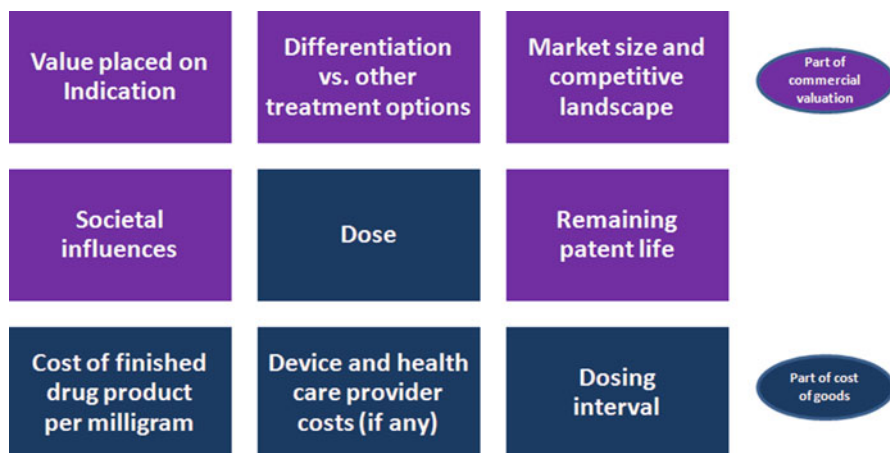 Value placed on
Indication
Differentiation
vs. other
treatment options
Market size and
competitive
landscape
Part of
commercial
valuation
Societal
influences
Dose
Remaining
patent life
Cost of finished
drug product
per milligram
Device and health
care provider
costs (if any)
Dosing
interval
Part of cost
of goods